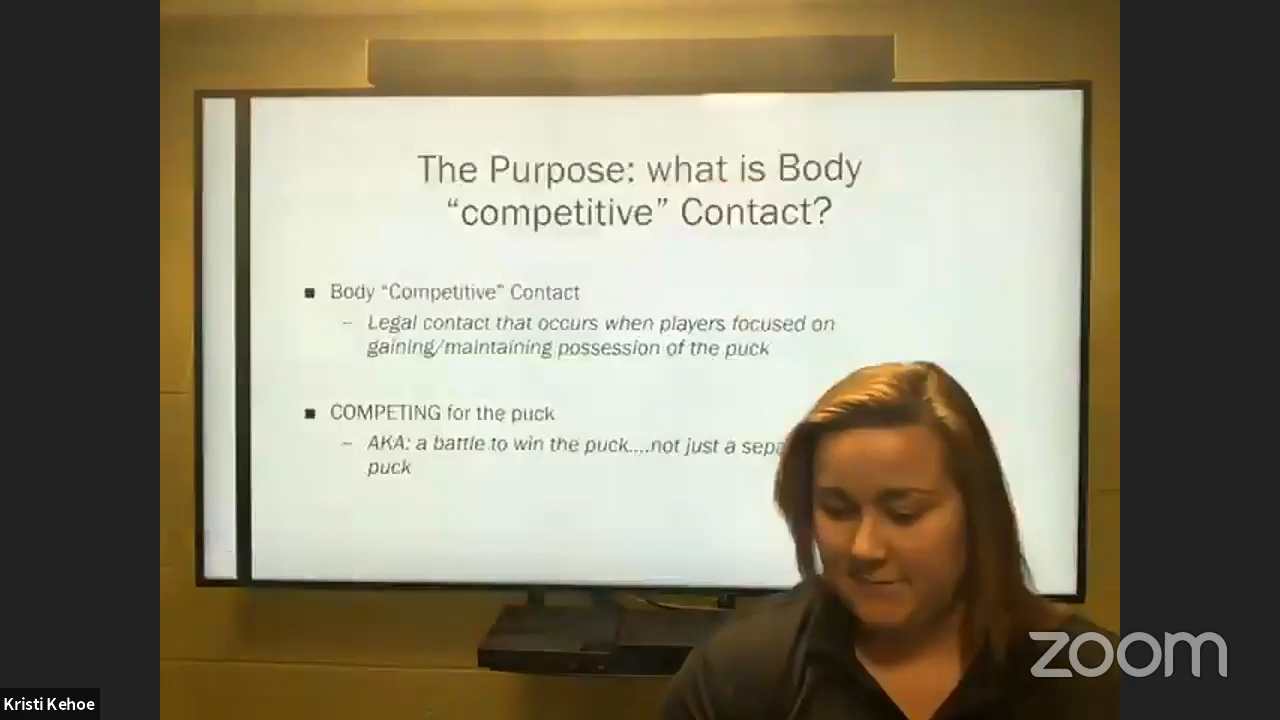 The Purpose: what is Body
“competitive” Contact?
■ Body “Competitive” Contact
– Legal contact that occurs when players focused on
gaining/maintaining possession of the puck
■ COMPETING for the puck
– AKA: a battle to win the puck....not just a
puck
zoom
Kristi Kehoe